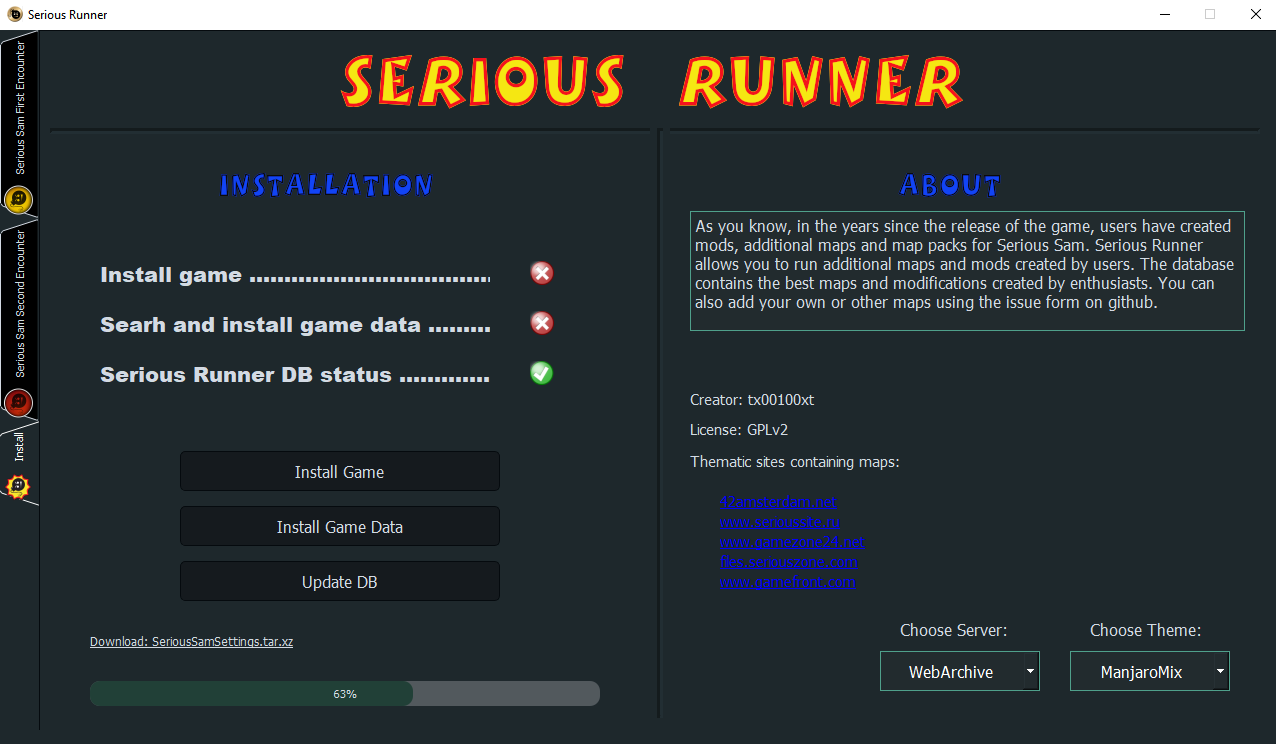 Serious Runner
Serious Sam First Encounter
Serious Sam Second Encounter
Install
SERIOUS RUNNER
INSTALLATION
Install game ..................................
Searh and install game data .........
Serious Runner DB status .............
Install Game
Install Game Data
Update DB
Download: SeriousSamSettings.tar.xz
63%
ABOUT
As you know, in the years since the release of the game, users have created
mods, additional maps and map packs for Serious Sam. Serious Runner
allows you to run additional maps and mods created by users. The database
contains the best maps and modifications created by enthusiasts. You can
also add your own or other maps using the issue form on github.
Creator: tx00100xt
License: GPLv2
Thematic sites containing maps:
42amsterdam.net
www.serioussite.ru
www.gamezone24.net
files.seriouszone.com
www.gamefront.com
Choose Server:
Choose Theme:
WebArchive
ManjaroMix